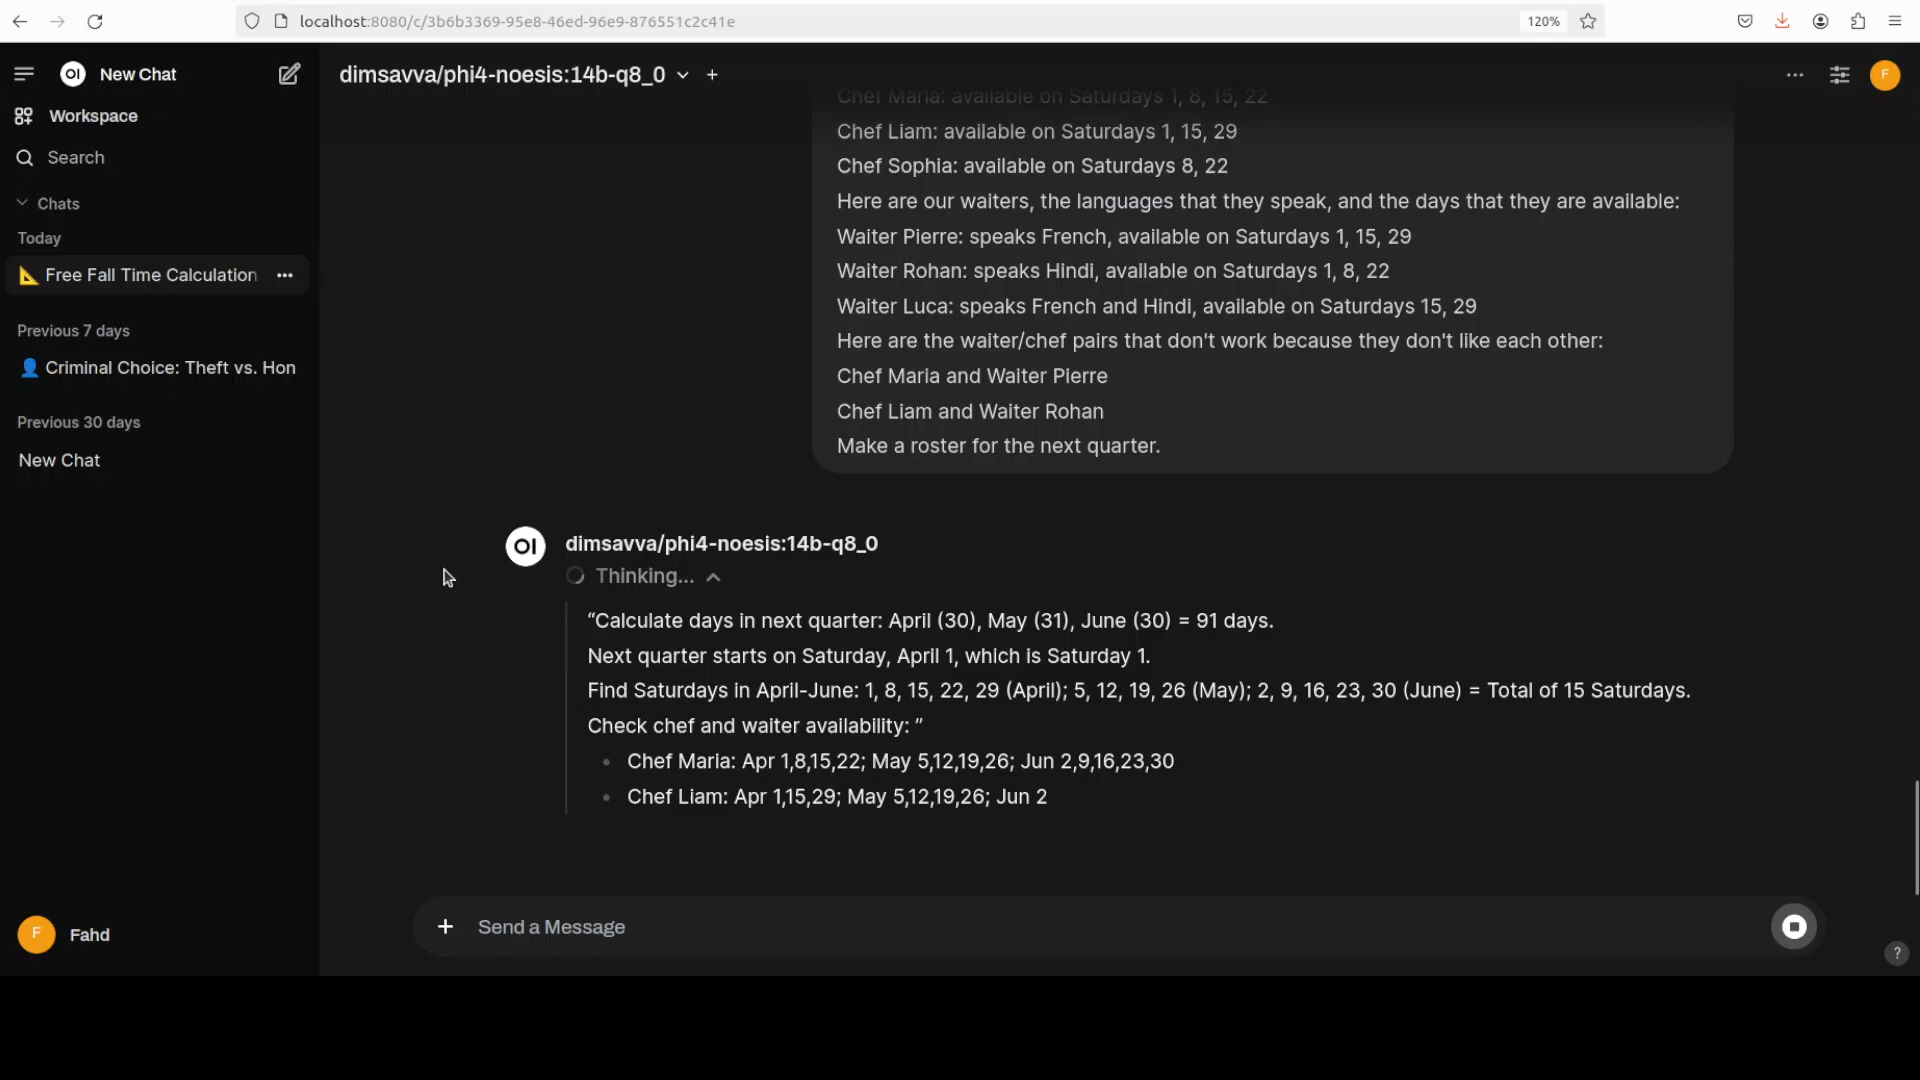 localhost:8080/c/3b6b3369-95e8-46ed-96e9-876551c2c41e
120%
OI
New Chat
dimsavva/phi4-noesis:14b-q8_0
F
Workspace
Search
Chats
Today
Free Fall Time Calculation
Previous 7 days
Criminal Choice: Theft vs. Hon
Previous 30 days
New Chat
Chef Maria: available on Saturdays 1, 8, 15, 22
Chef Liam: available on Saturdays 1, 15, 29
Chef Sophia: available on Saturdays 8, 22
Here are our waiters, the languages that they speak, and the days that they are available:
Waiter Pierre: speaks French, available on Saturdays 1, 15, 29
Waiter Rohan: speaks Hindi, available on Saturdays 1, 8, 22
Waiter Luca: speaks French and Hindi, available on Saturdays 15, 29
Here are the waiter/chef pairs that don't work because they don't like each other:
Chef Maria and Waiter Pierre
Chef Liam and Waiter Rohan
Make a roster for the next quarter.
OI
dimsavva/phi4-noesis:14b-q8_0
Thinking...
“Calculate days in next quarter: April (30), May (31), June (30) = 91 days.
Next quarter starts on Saturday, April 1, which is Saturday 1.
Find Saturdays in April-June: 1, 8, 15, 22, 29 (April); 5, 12, 19, 26 (May); 2, 9, 16, 23, 30 (June) = Total of 15 Saturdays.
Check chef and waiter availability: ”
Chef Maria: Apr 1,8,15,22; May 5,12,19,26; Jun 2,9,16,23,30
Chef Liam: Apr 1,15,29; May 5,12,19,26; Jun 2
Send a Message
F
Fahd
?